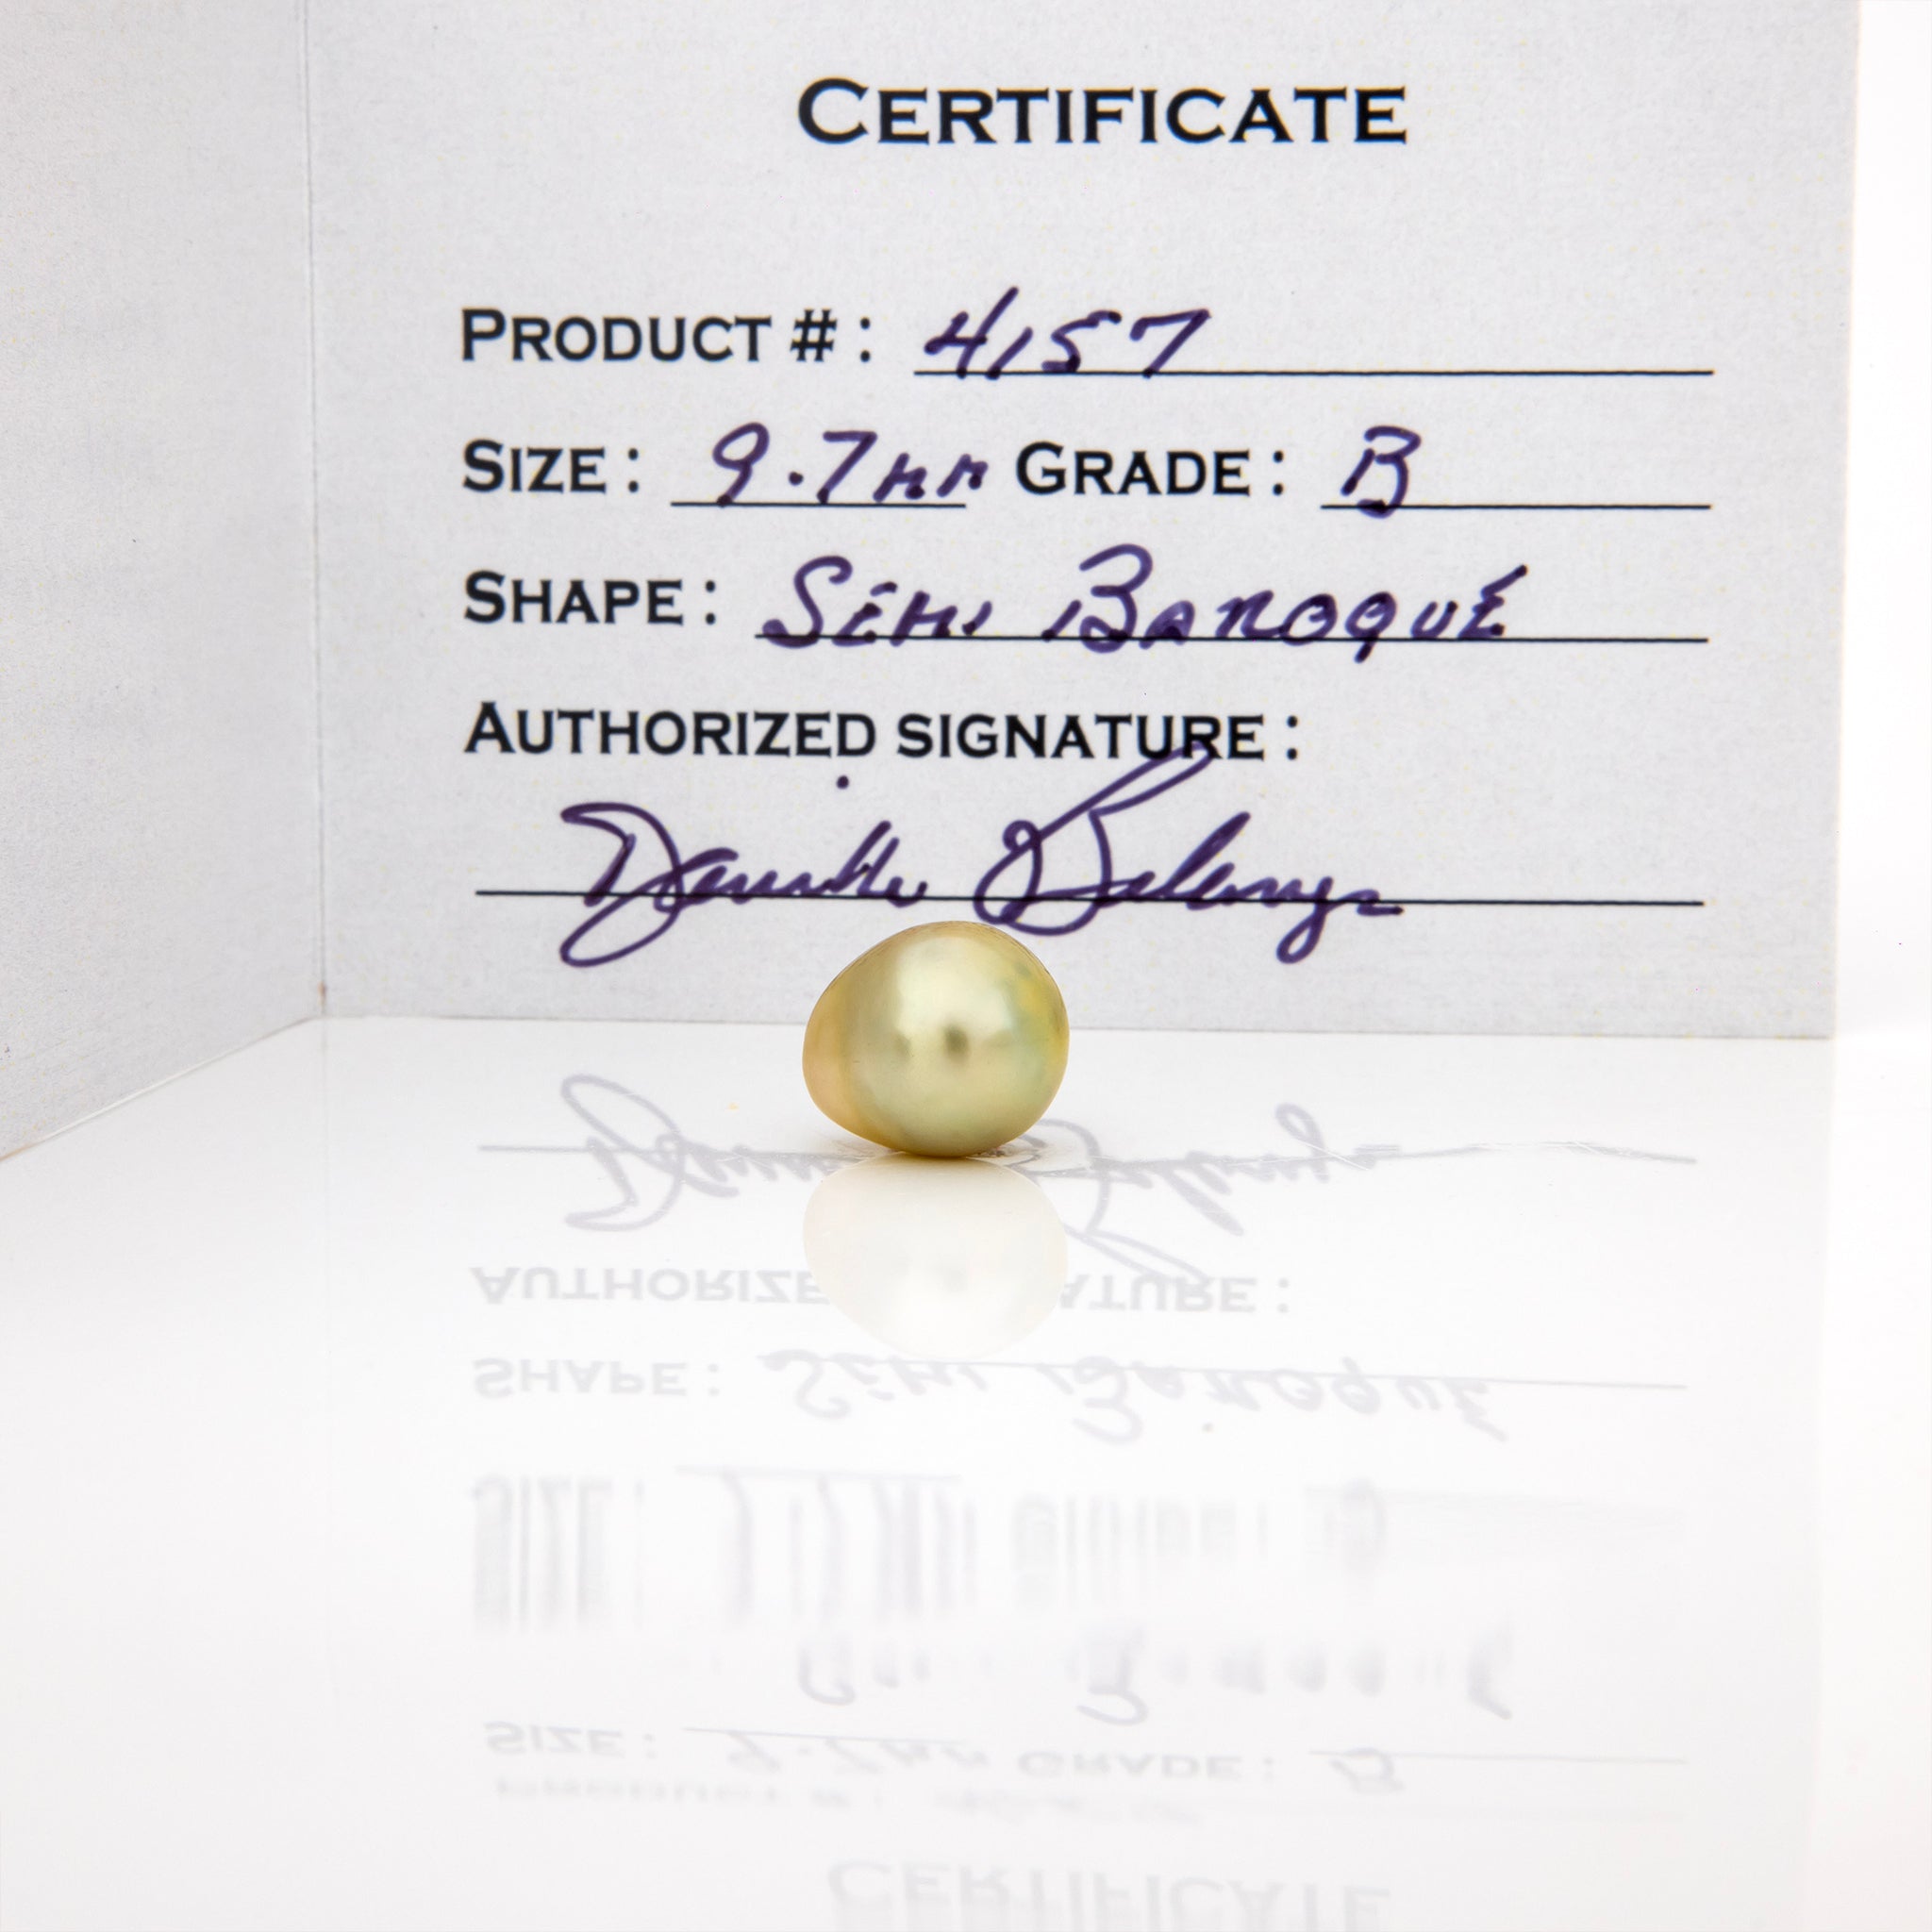 CERTIFICATE
PRODUCT #: 4157
SIZE: 9.7mm GRADE: B
SHAPE: SEMI BAROQUE
AUTHORIZED SIGNATURE: